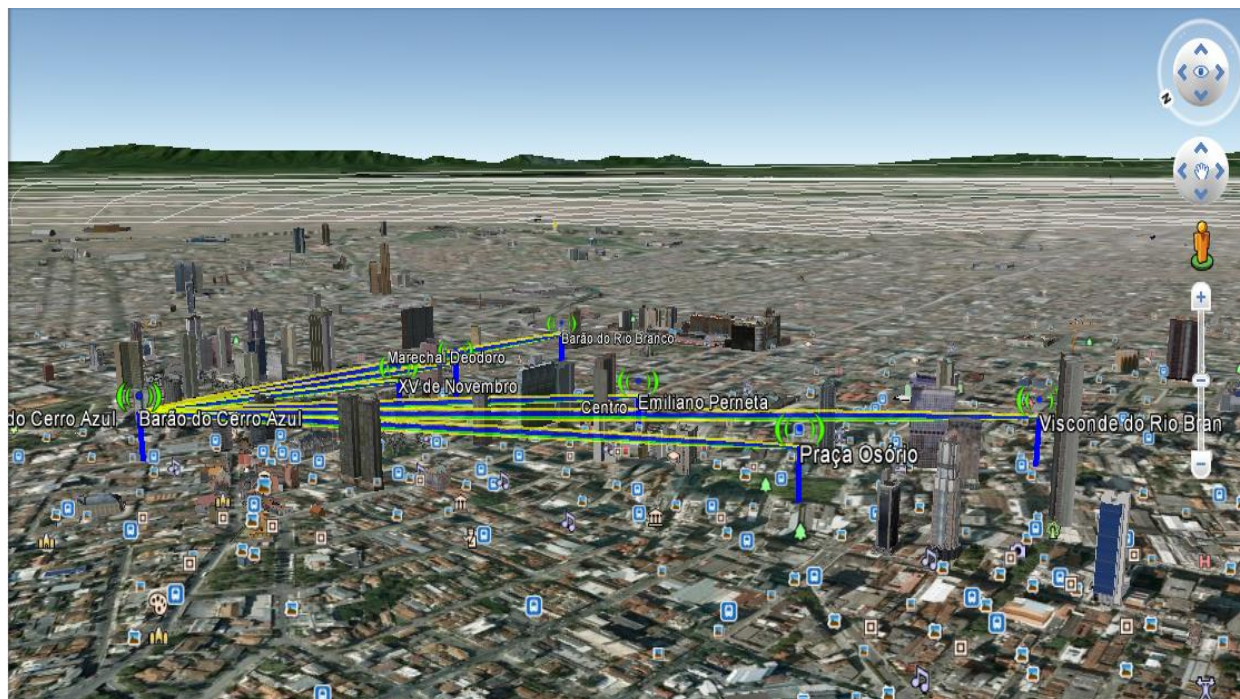 N
Barão do Rio Branco
Marechal Deodoro
XV de Novembro
Centro
Emiliano Perneta
do Cerro Azul
Barão do Cerro Azul
Visconde do Rio Bran
Praça Osório
H